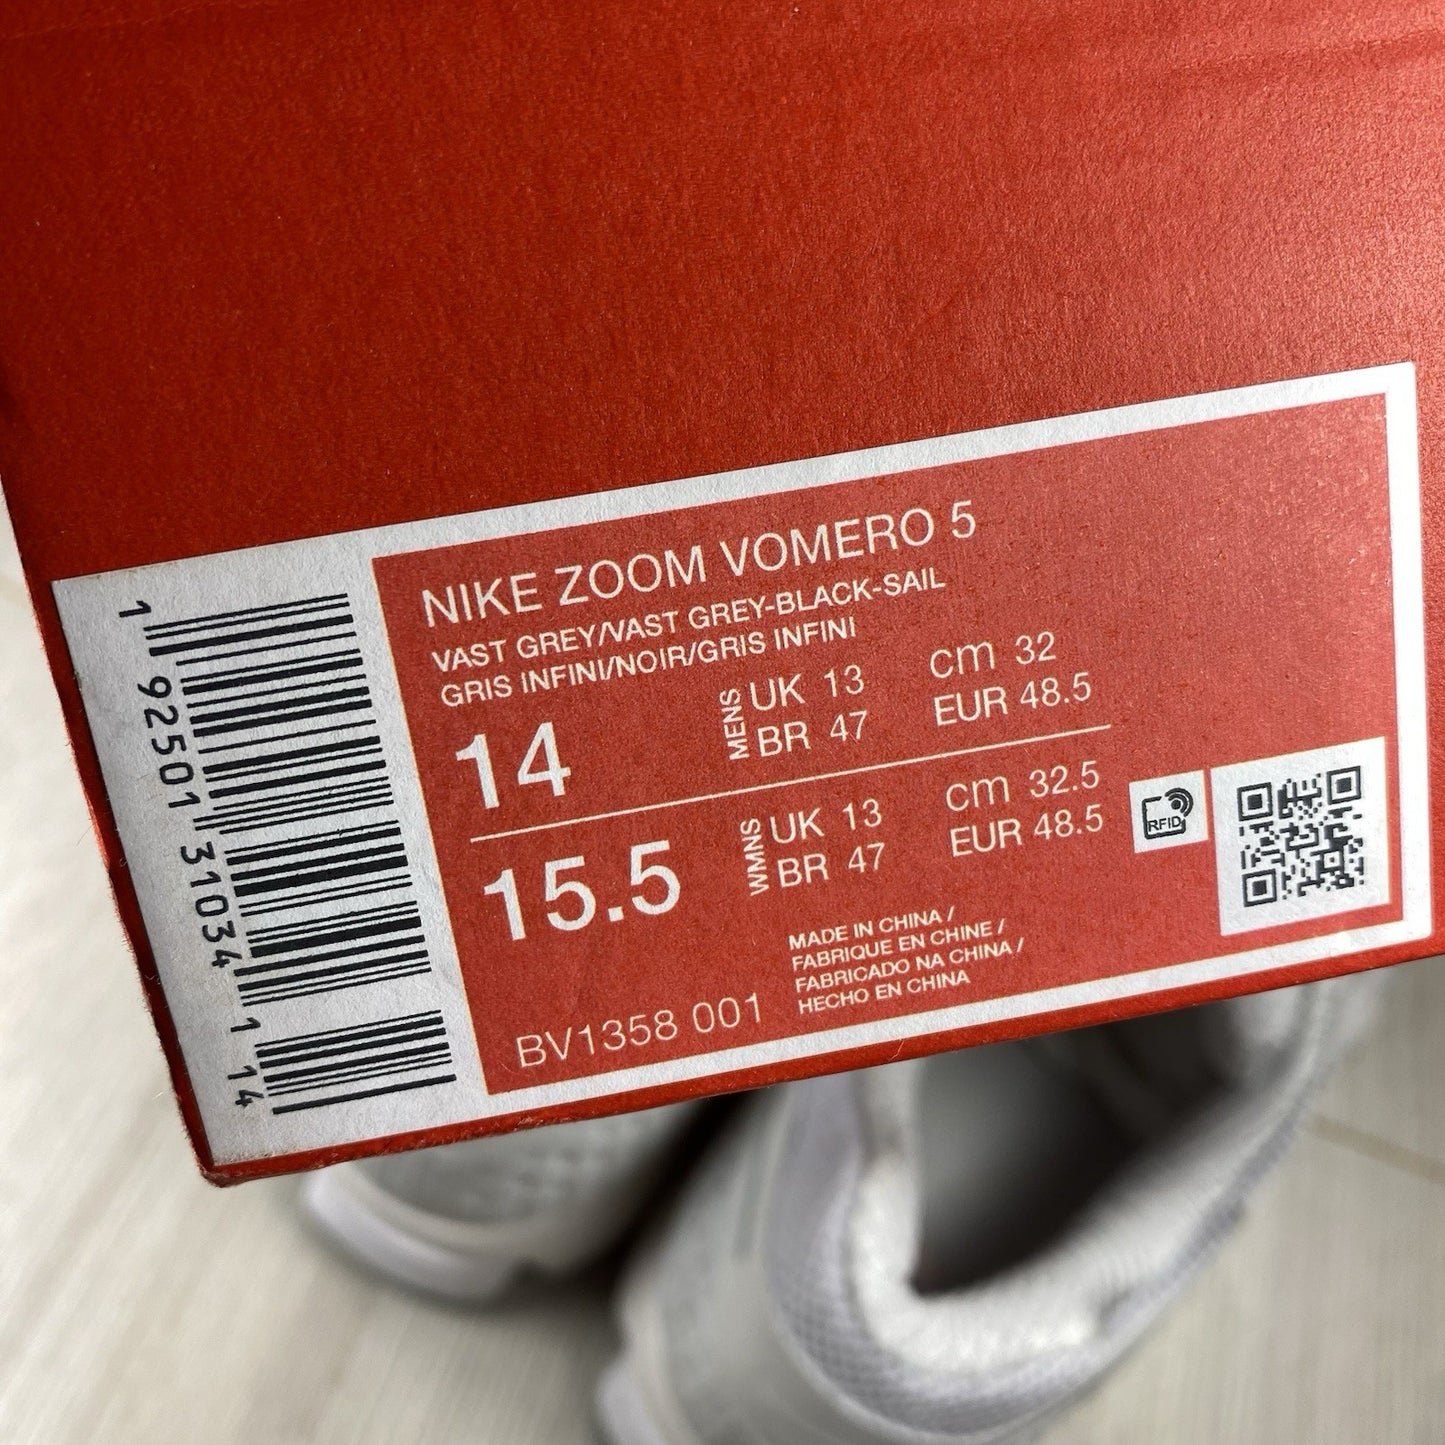 NIKE ZOOM VOMERO 5
VAST GREY/VAST GREY-BLACK-SAIL
GRIS INFINI/NOIR/GRIS INFINI
14
MENS
UK 13
BR 47
cm 32
EUR 48.5
15.5
WMNS
UK 13
BR 47
cm 32.5
EUR 48.5
RFID
MADE IN CHINA /
FABRIQUE EN CHINE /
FABRICADO NA CHINA /
HECHO EN CHINA
BV1358 001
1 92501 31034 1 14